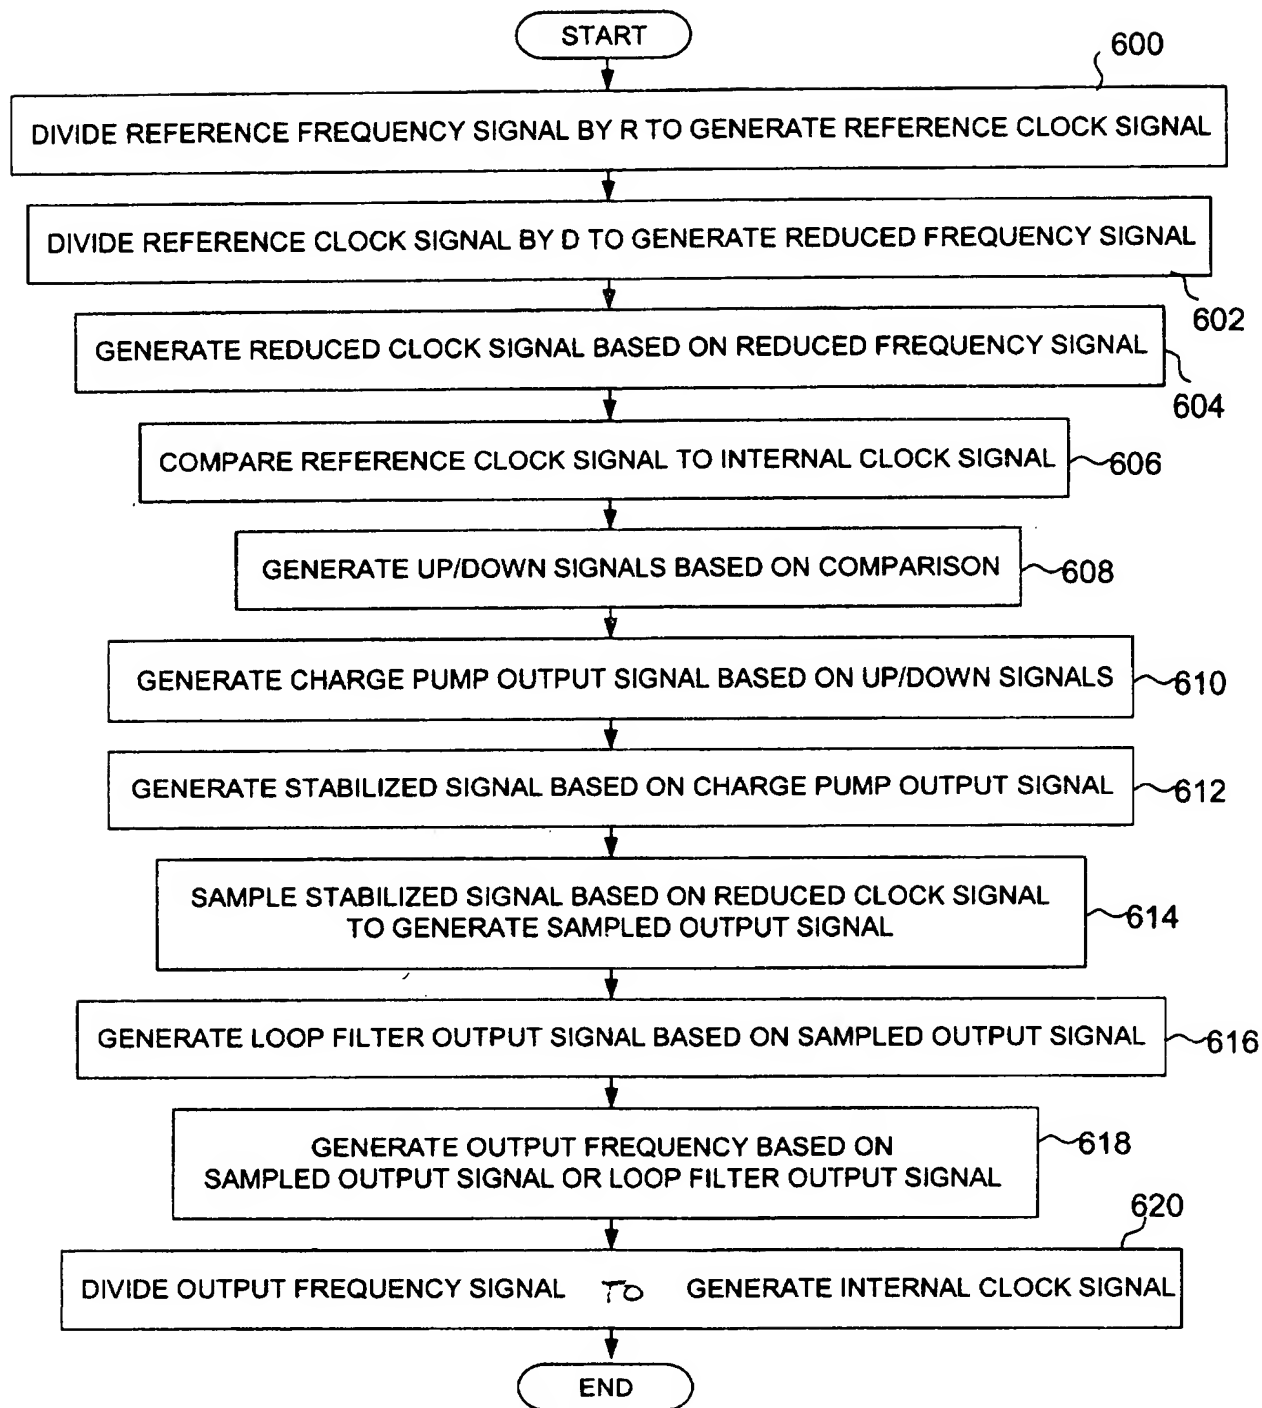 START
600
DIVIDE REFERENCE FREQUENCY SIGNAL BY R TO GENERATE REFERENCE CLOCK SIGNAL
DIVIDE REFERENCE CLOCK SIGNAL BY D TO GENERATE REDUCED FREQUENCY SIGNAL
602
GENERATE REDUCED CLOCK SIGNAL BASED ON REDUCED FREQUENCY SIGNAL
604
COMPARE REFERENCE CLOCK SIGNAL TO INTERNAL CLOCK SIGNAL
606
GENERATE UP/DOWN SIGNALS BASED ON COMPARISON
608
GENERATE CHARGE PUMP OUTPUT SIGNAL BASED ON UP/DOWN SIGNALS
610
GENERATE STABILIZED SIGNAL BASED ON CHARGE PUMP OUTPUT SIGNAL
612
SAMPLE STABILIZED SIGNAL BASED ON REDUCED CLOCK SIGNAL
TO GENERATE SAMPLED OUTPUT SIGNAL
614
GENERATE LOOP FILTER OUTPUT SIGNAL BASED ON SAMPLED OUTPUT SIGNAL
616
GENERATE OUTPUT FREQUENCY BASED ON
SAMPLED OUTPUT SIGNAL OR LOOP FILTER OUTPUT SIGNAL
618
620
DIVIDE OUTPUT FREQUENCY SIGNAL TO GENERATE INTERNAL CLOCK SIGNAL
END